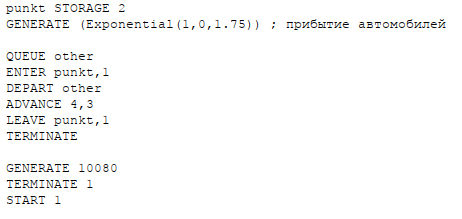 punkt STORAGE 2
GENERATE (Exponential(1,0,1.75)) ; прибытие автомобилей
QUEUE other
ENTER punkt,1
DEPART other
ADVANCE 4,3
LEAVE punkt,1
TERMINATE
GENERATE 10080
TERMINATE 1
START 1